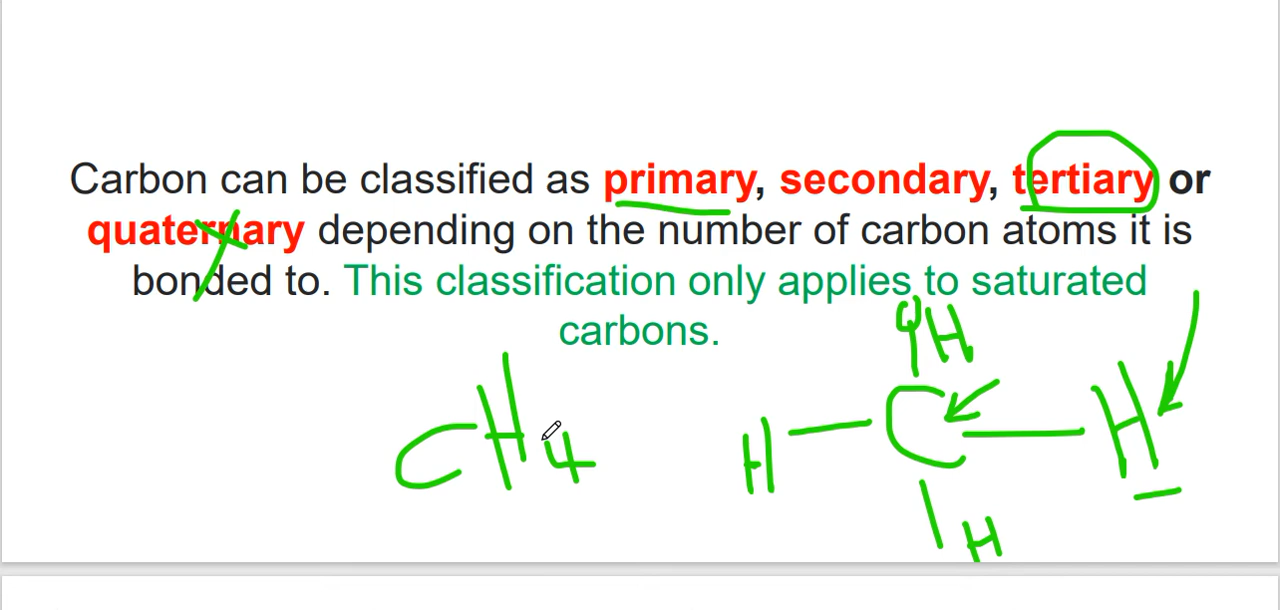 Carbon can be classified as primary, secondary, tertiary or
quaternary depending on the number of carbon atoms it is
bonded to. This classification only applies to saturated
carbons.
H
CH4
H — C — H
H